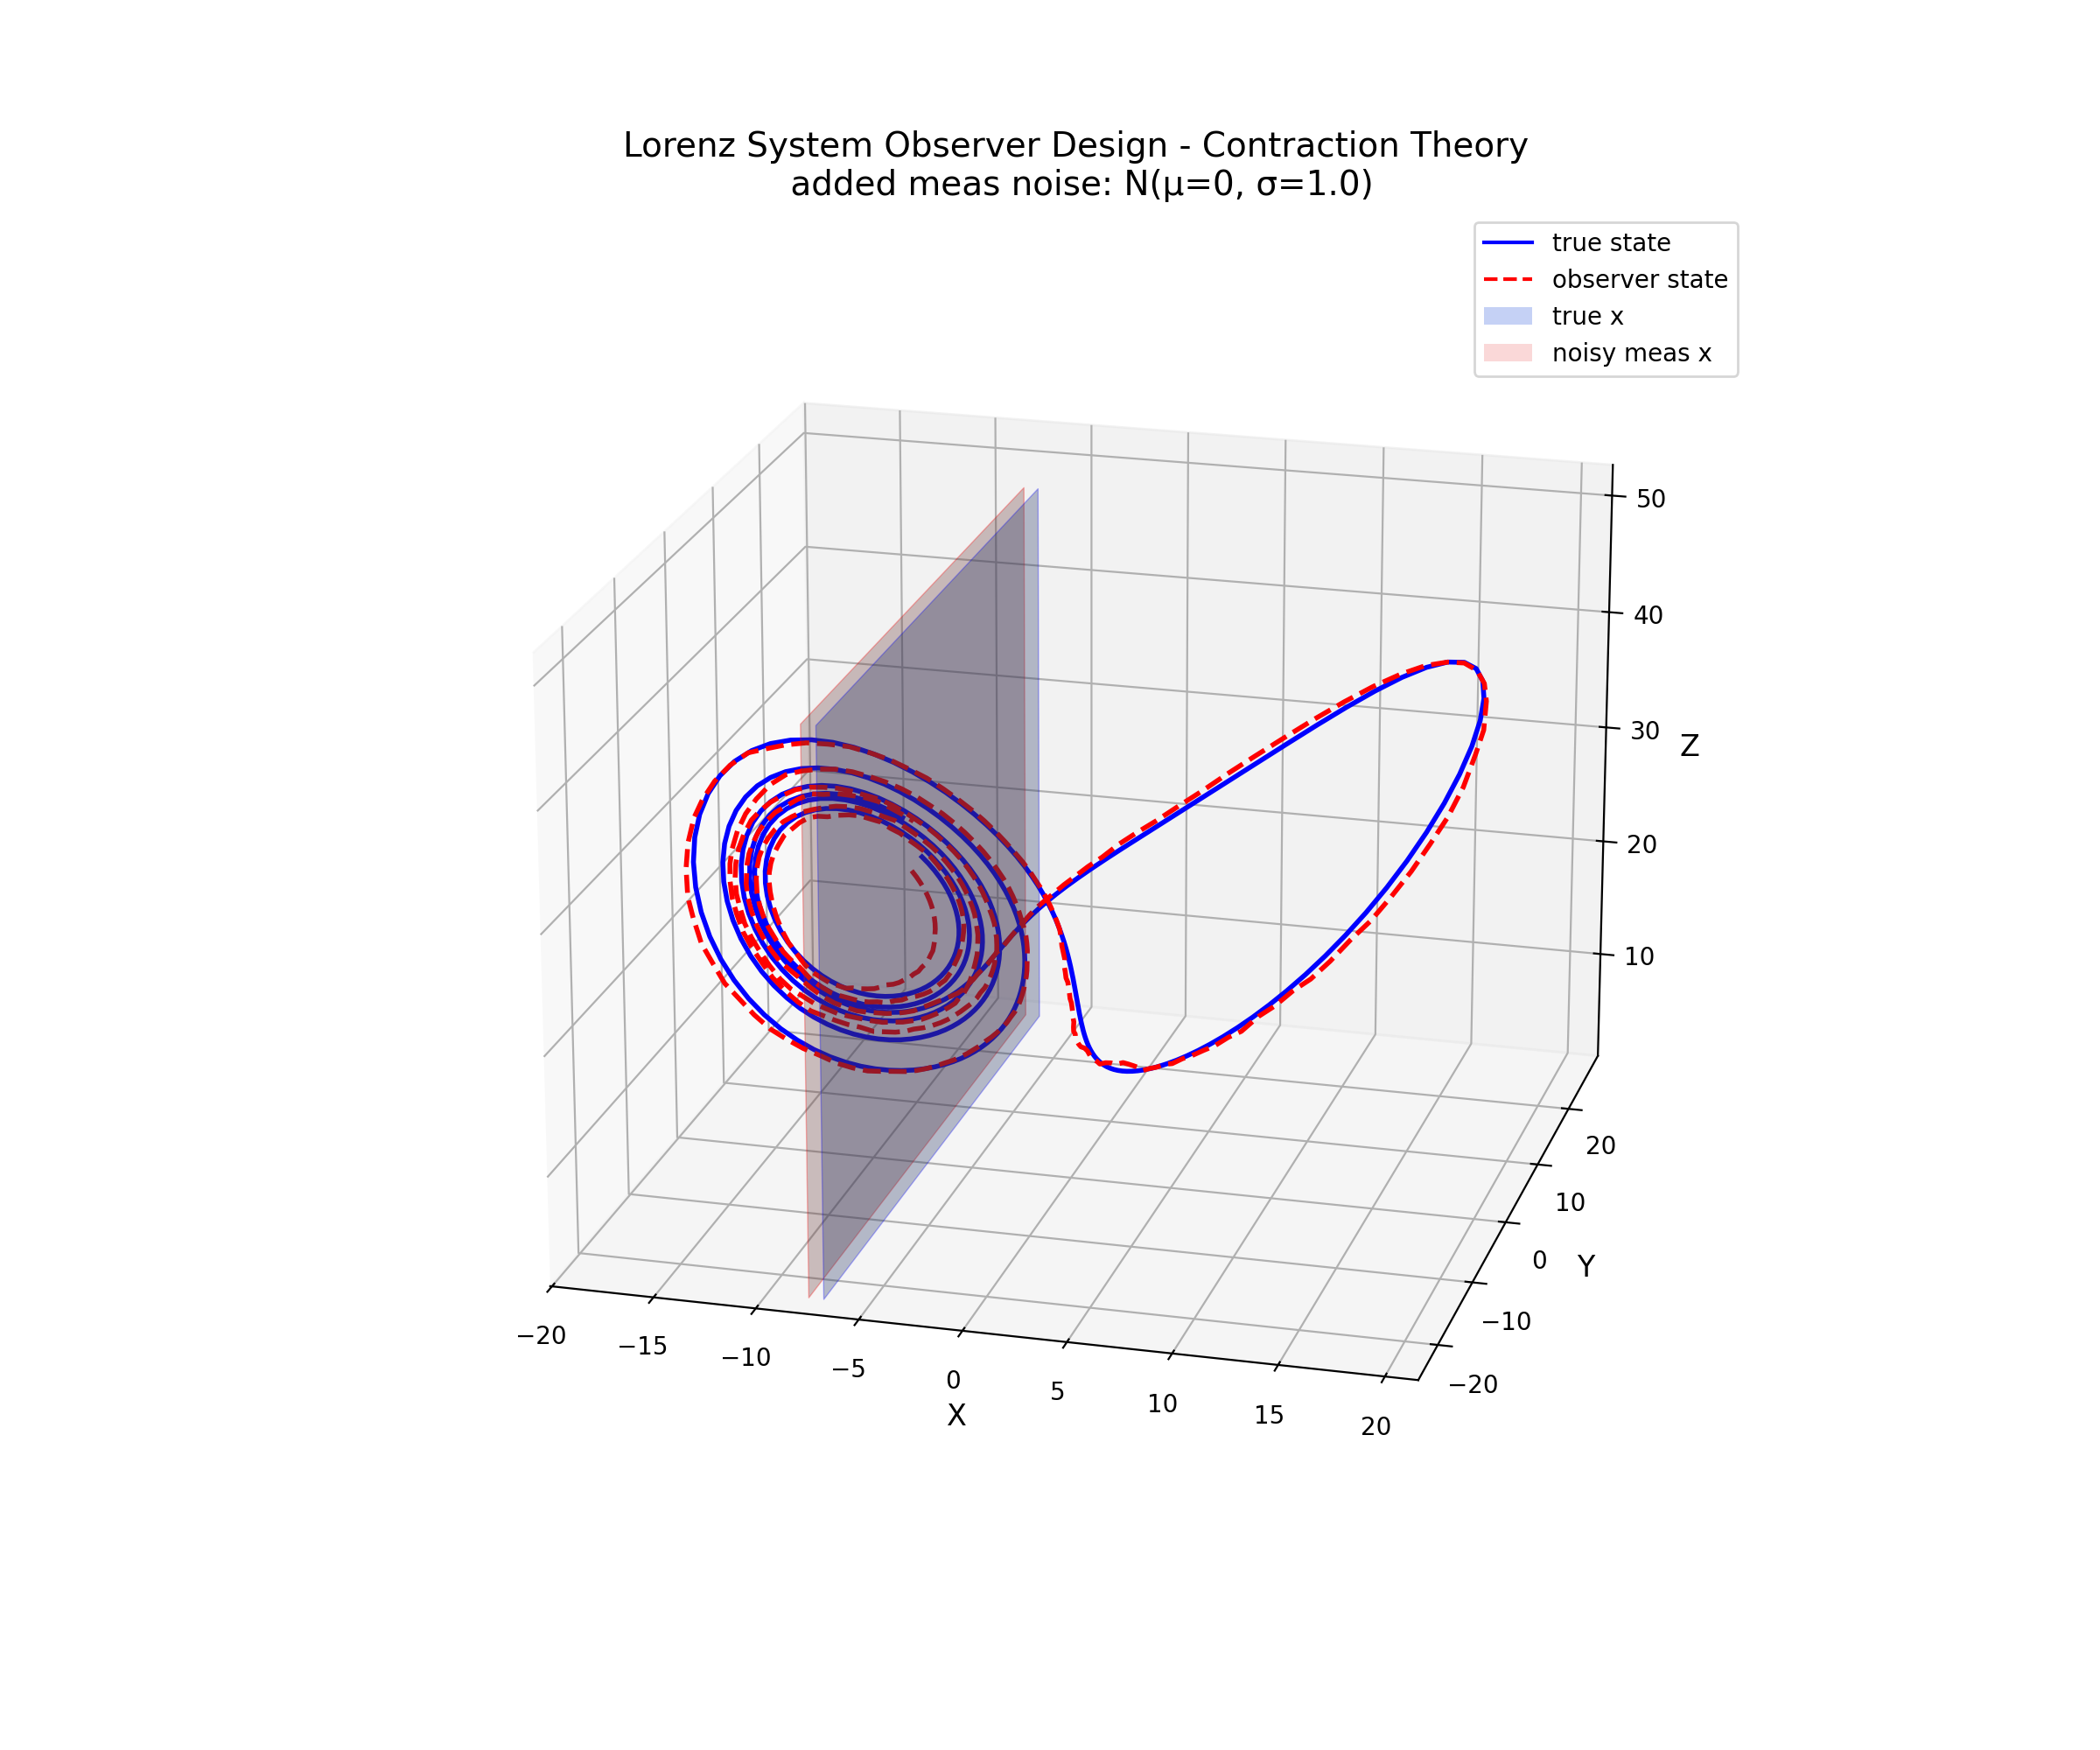 Lorenz System Observer Design - Contraction Theory
added meas noise: N(μ=0, σ=1.0)
true state
observer state
true x
noisy meas x
50
40
30
Z
20
10
20
10
0
Y
−10
−20
−20
−15
−10
−5
0
5
10
15
20
X